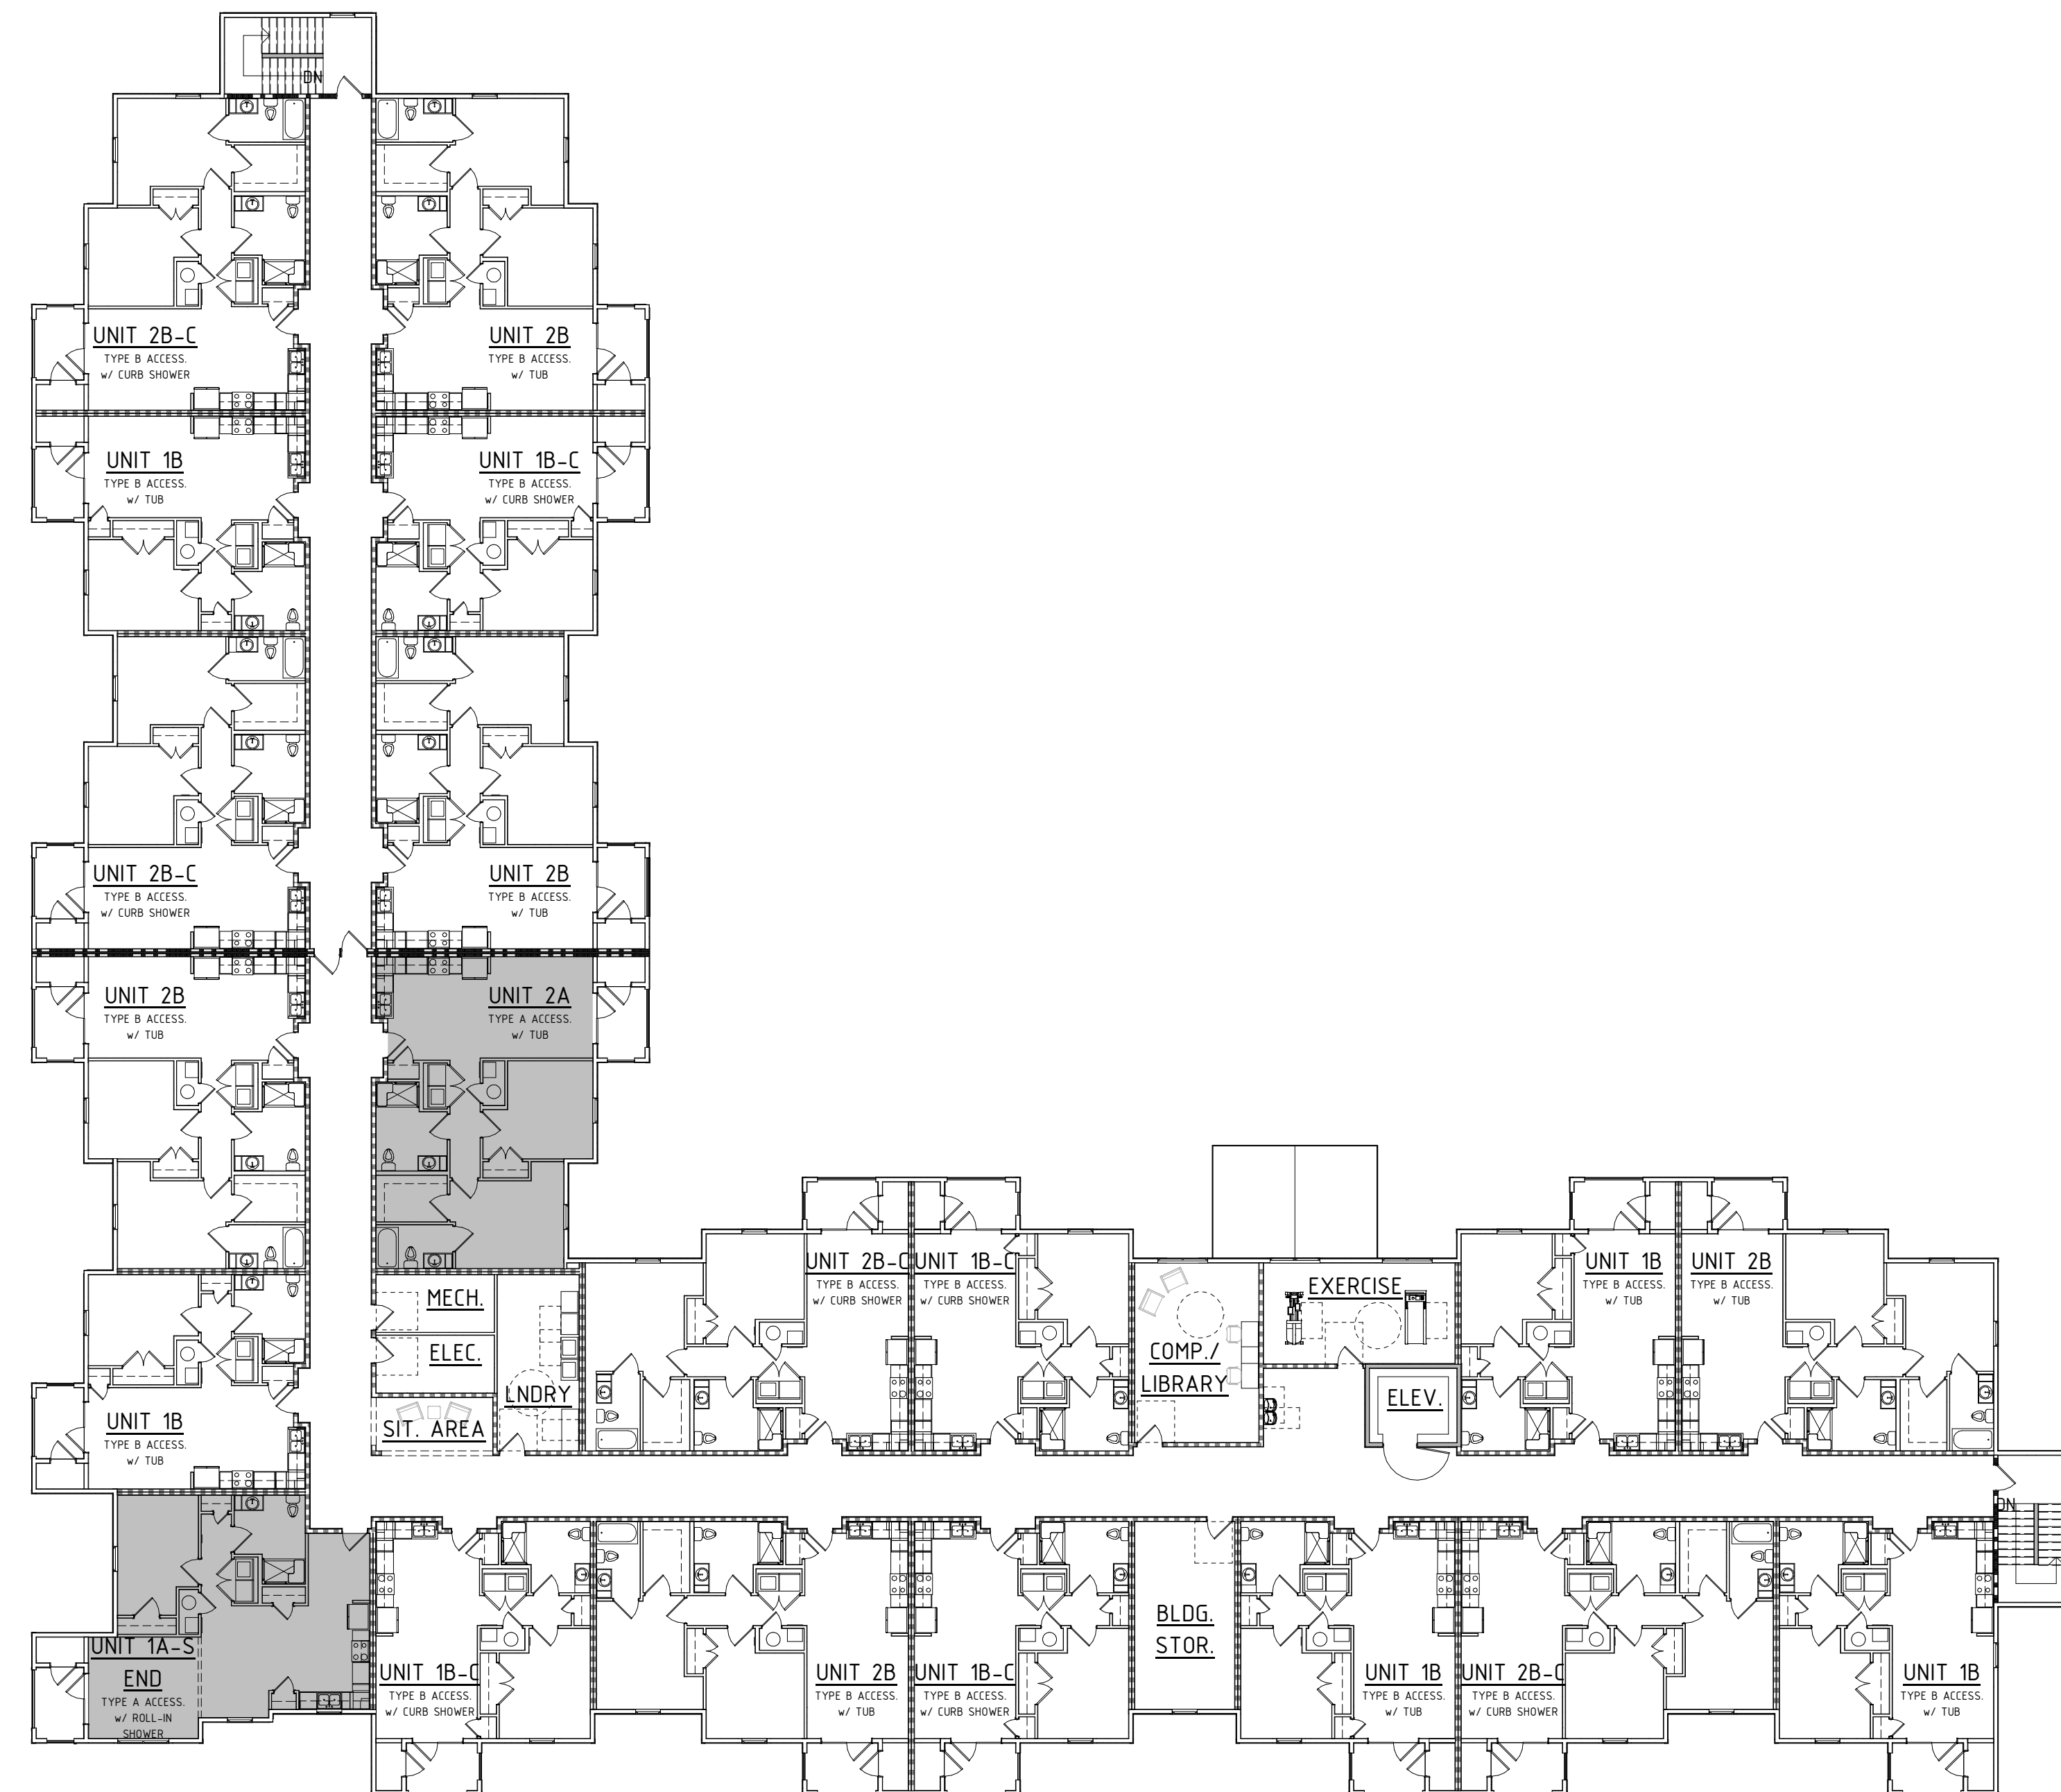 DN
UNIT 2B-C
TYPE B ACCESS.
w/ CURB SHOWER
UNIT 2B
TYPE B ACCESS.
w/ TUB
UNIT 1B
TYPE B ACCESS.
w/ TUB
UNIT 1B-C
TYPE B ACCESS.
w/ CURB SHOWER
UNIT 2B-C
TYPE B ACCESS.
w/ CURB SHOWER
UNIT 2B
TYPE B ACCESS.
w/ TUB
UNIT 2B
TYPE B ACCESS.
w/ TUB
UNIT 2A
TYPE A ACCESS.
w/ TUB
UNIT 2B-C
TYPE B ACCESS.
w/ CURB SHOWER
UNIT 1B-C
TYPE B ACCESS.
w/ CURB SHOWER
EXERCISE
UNIT 1B
TYPE B ACCESS.
w/ TUB
UNIT 2B
TYPE B ACCESS.
w/ TUB
MECH.
ELEC.
LNDRY
SIT. AREA
COMP./
LIBRARY
ELEV.
UNIT 1B
TYPE B ACCESS.
w/ TUB
DN
UNIT 1A-S
END
TYPE A ACCESS.
w/ ROLL-IN
SHOWER
UNIT 1B-C
TYPE B ACCESS.
w/ CURB SHOWER
UNIT 2B
TYPE B ACCESS.
w/ TUB
UNIT 1B-C
TYPE B ACCESS.
w/ CURB SHOWER
BLDG.
STOR.
UNIT 1B
TYPE B ACCESS.
w/ TUB
UNIT 2B-C
TYPE B ACCESS.
w/ CURB SHOWER
UNIT 1B
TYPE B ACCESS.
w/ TUB